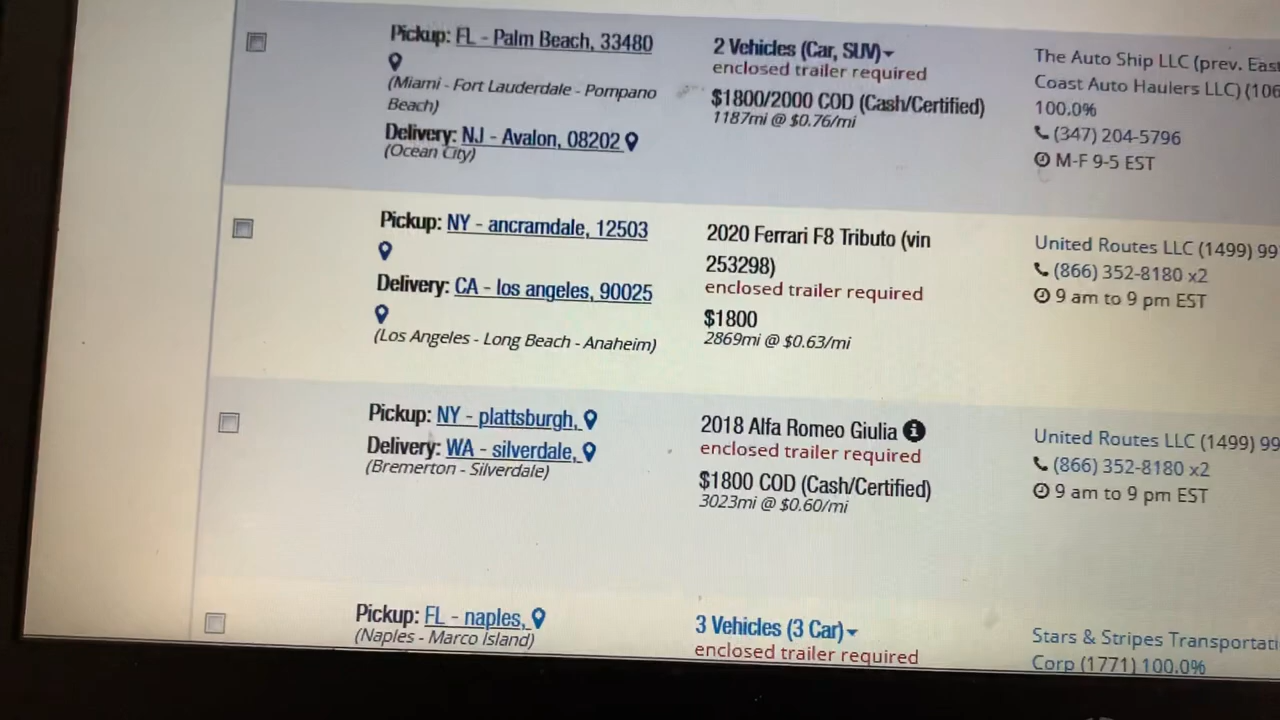 Pickup: FL - Palm Beach, 33480
(Miami - Fort Lauderdale - Pompano
Beach)
Delivery: NJ - Avalon, 08202
(Ocean City)
2 Vehicles (Car, SUV)
enclosed trailer required
$1800/2000 COD (Cash/Certified)
1187mi @ $0.76/mi
The Auto Ship LLC (prev. East
Coast Auto Haulers LLC) (106
100.0%
(347) 204-5796
M-F 9-5 EST
Pickup: NY - ancramdale, 12503
Delivery: CA - los angeles, 90025
(Los Angeles - Long Beach - Anaheim)
2020 Ferrari F8 Tributo (vin
253298)
enclosed trailer required
$1800
2869mi @ $0.63/mi
United Routes LLC (1499) 99
(866) 352-8180 x2
9 am to 9 pm EST
Pickup: NY - plattsburgh,
Delivery: WA - silverdale,
(Bremerton - Silverdale)
2018 Alfa Romeo Giulia
enclosed trailer required
$1800 COD (Cash/Certified)
3023mi @ $0.60/mi
United Routes LLC (1499) 99
(866) 352-8180 x2
9 am to 9 pm EST
Pickup: FL - naples,
(Naples - Marco Island)
3 Vehicles (3 Car)
enclosed trailer required
Stars & Stripes Transportati
Corp (1771) 100.0%